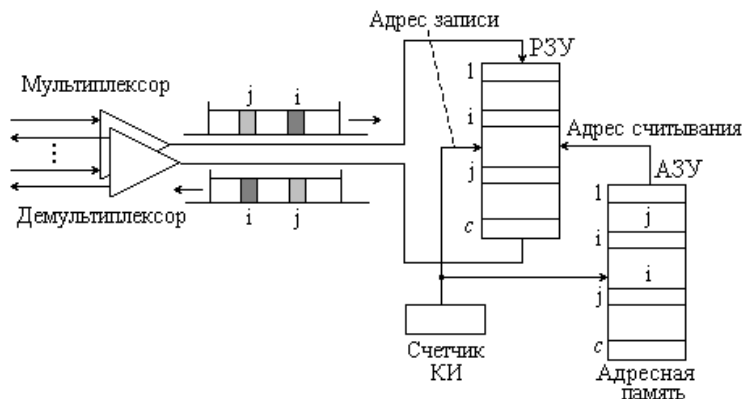 Адрес записи
РЗУ
Мультиплексор
j i
1
i
j
c
Адрес считывания
АЗУ
Демультиплексор
i j
1
j
i
i
j
c
Счетчик
КИ
Адресная
память